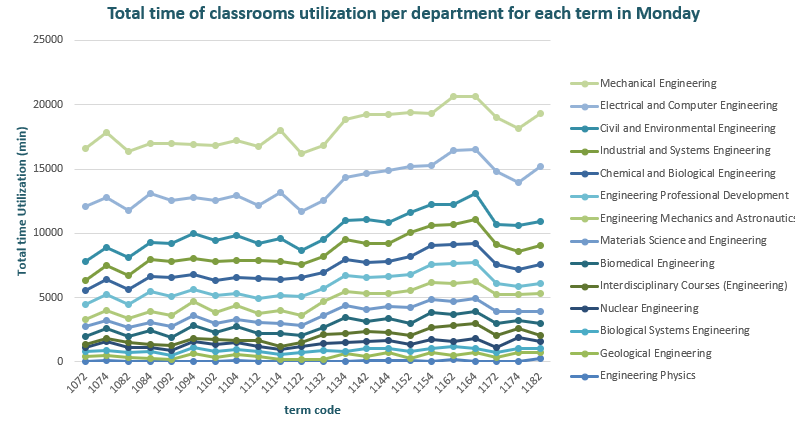 Total time of classrooms utilization per department for each term in Monday
25000
20000
15000
10000
5000
0
Total time Utilization (min)
1072 1074 1082 1084 1092 1094 1102 1104 1112 1114 1122 1132 1134 1142 1144 1152 1154 1162 1164 1172 1174 1182
term code
Mechanical Engineering
Electrical and Computer Engineering
Civil and Environmental Engineering
Industrial and Systems Engineering
Chemical and Biological Engineering
Engineering Professional Development
Engineering Mechanics and Astronautics
Materials Science and Engineering
Biomedical Engineering
Interdisciplinary Courses (Engineering)
Nuclear Engineering
Biological Systems Engineering
Geological Engineering
Engineering Physics